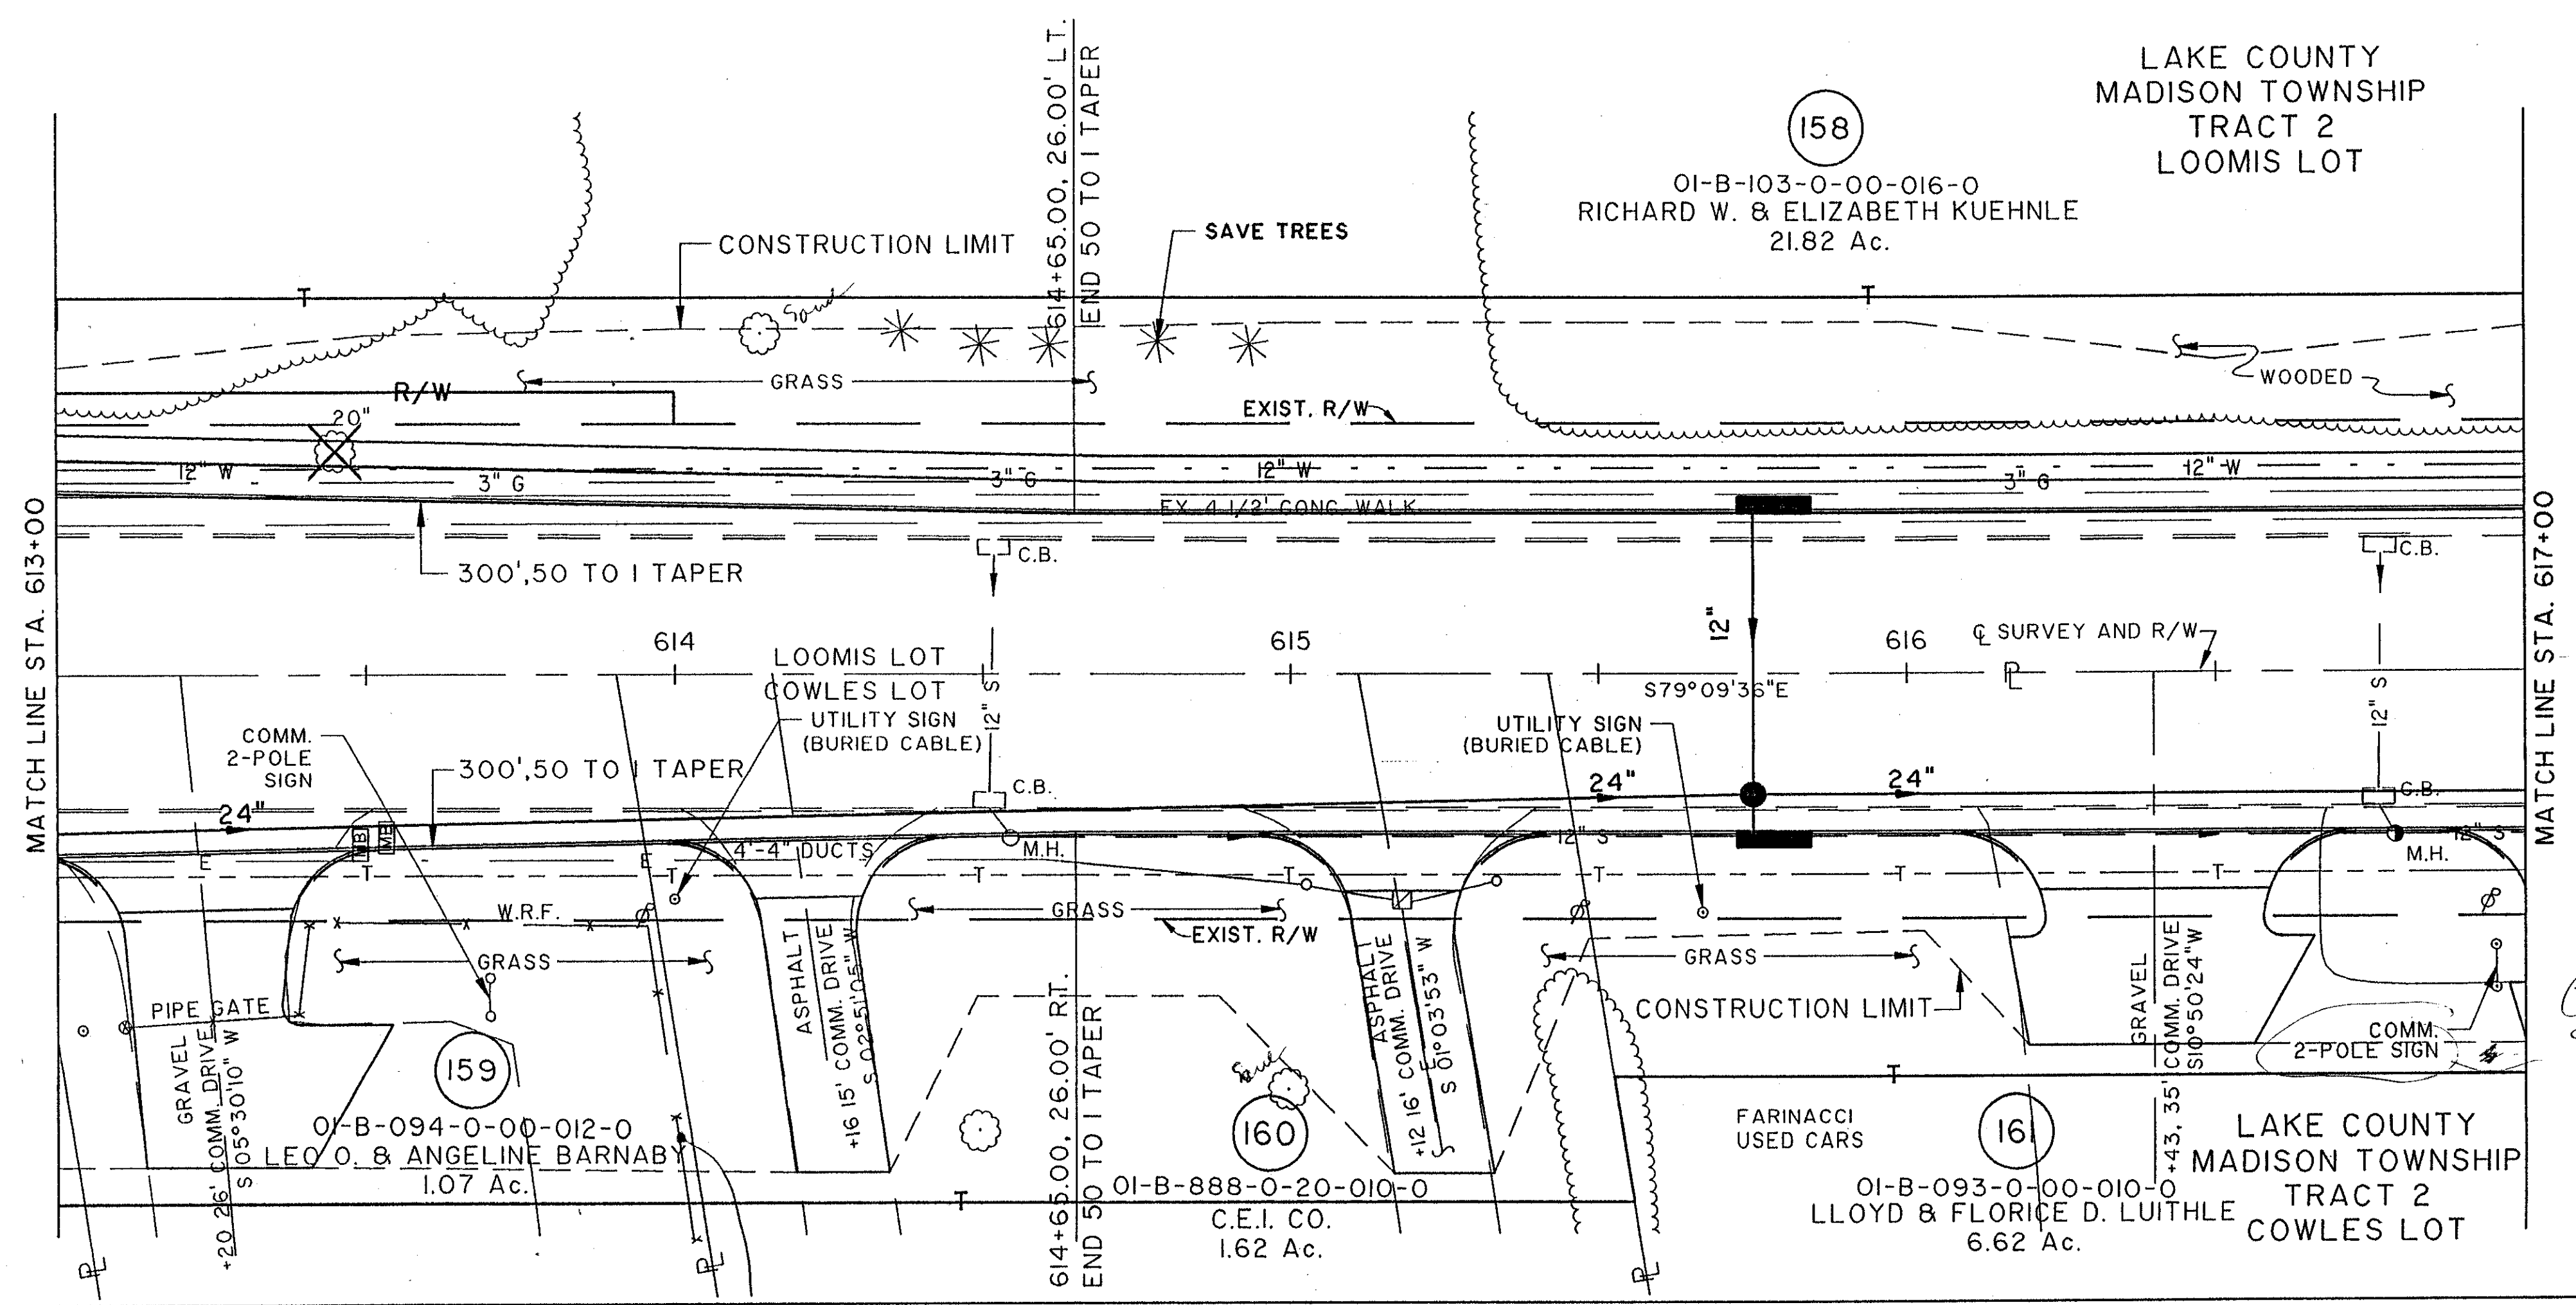 LAKE COUNTY
MADISON TOWNSHIP
TRACT 2
LOOMIS LOT
158
01-B-103-0-00-016-0
RICHARD W. & ELIZABETH KUEHNLE
21.82 Ac.
614+65.00, 26.00' LT.
END 50 TO 1 TAPER
CONSTRUCTION LIMIT
SAVE TREES
Save
T
T
GRASS
WOODED
R/W
EXIST. R/W
20"
12" W
3" G
3" G
12" W
3" G
12" W
EX. 4 1/2' CONC. WALK
MATCH LINE STA. 613+00
MATCH LINE STA. 617+00
C.B.
C.B.
300', 50 TO 1 TAPER
12"
614
615
616
℄ SURVEY AND R/W
LOOMIS LOT
COWLES LOT
S79°09'36"E
PL
12" S
12" S
UTILITY SIGN
(BURIED CABLE)
UTILITY SIGN
(BURIED CABLE)
COMM.
2-POLE
SIGN
300', 50 TO 1 TAPER
24"
24"
24"
C.B.
C.B.
MB
MB
E
E
4'-4" DUCTS
M.H.
12" S
12" S
M.H.
T
T
T
T
T
T
W.R.F.
GRASS
EXIST. R/W
GRASS
GRASS
CONSTRUCTION LIMIT
PIPE GATE
GRAVEL
+20 26' COMM. DRIVE
S 05°30'10" W
ASPHALT
+16 15' COMM. DRIVE
S 02°51'05" W
614+65.00, 26.00' RT.
END 50 TO 1 TAPER
ASPHALT
+12 16' COMM. DRIVE
S 01°03'53" W
E
GRAVEL
+43, 35' COMM. DRIVE
S10°50'24"W
COMM.
2-POLE SIGN
159
01-B-094-0-00-012-0
LEO O. & ANGELINE BARNABY
1.07 Ac.
Save
160
01-B-888-0-20-010-0
C.E.I. CO.
1.62 Ac.
T
T
FARINACCI
USED CARS
161
01-B-093-0-00-010-0
LLOYD & FLORICE D. LUITHLE
6.62 Ac.
LAKE COUNTY
MADISON TOWNSHIP
TRACT 2
COWLES LOT
PL
PL
PL